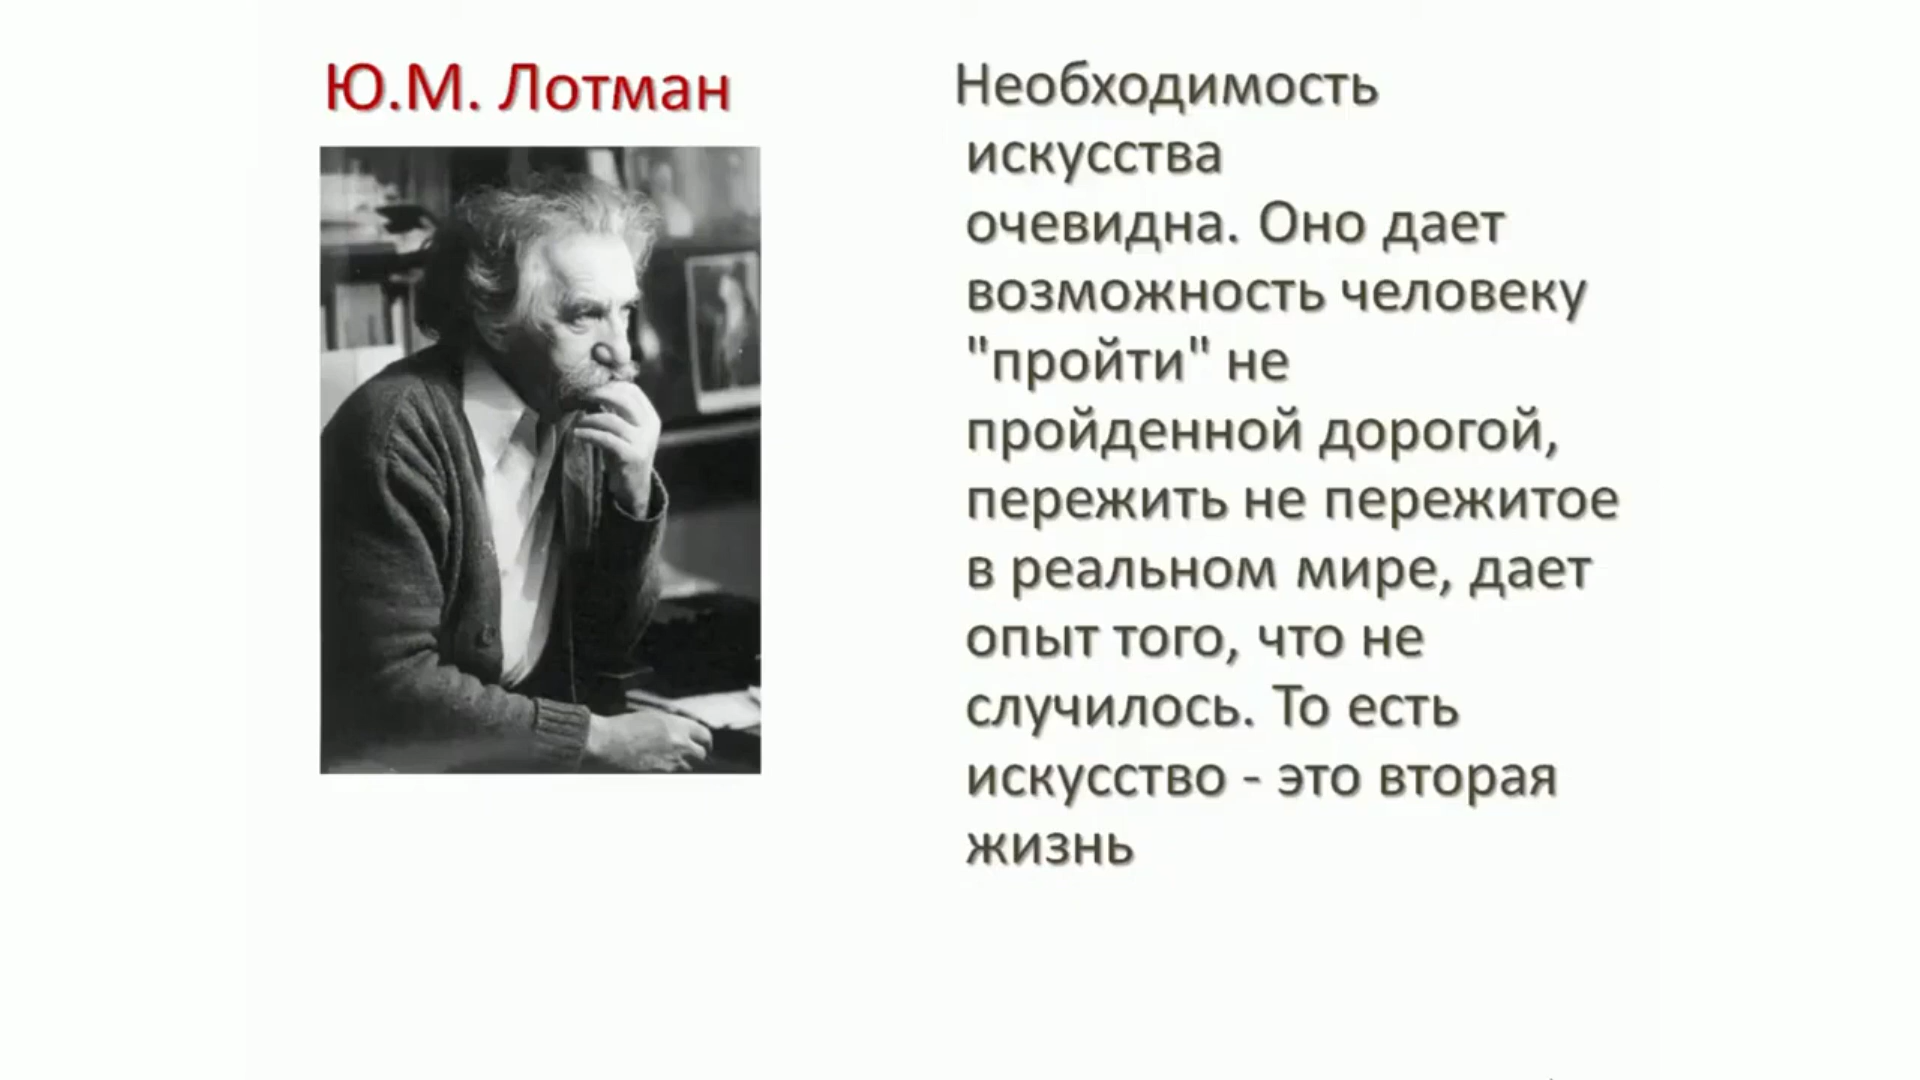 Ю.М. Лотман
Необходимость
искусства
очевидна. Оно дает
возможность человеку
"пройти" не
пройденной дорогой,
пережить не пережитое
в реальном мире, дает
опыт того, что не
случилось. То есть
искусство - это вторая
жизнь